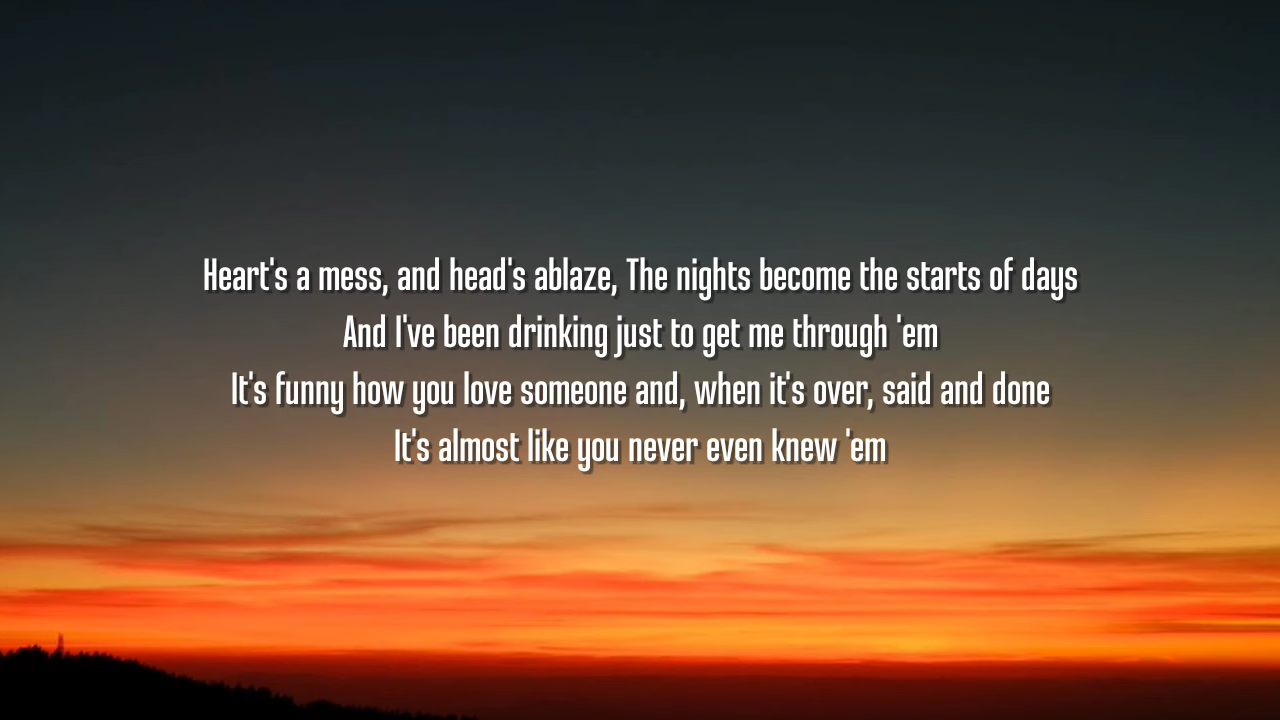 Heart's a mess, and head's ablaze, The nights become the starts of days
And I've been drinking just to get me through 'em
It's funny how you love someone and, when it's over, said and done
It's almost like you never even knew 'em